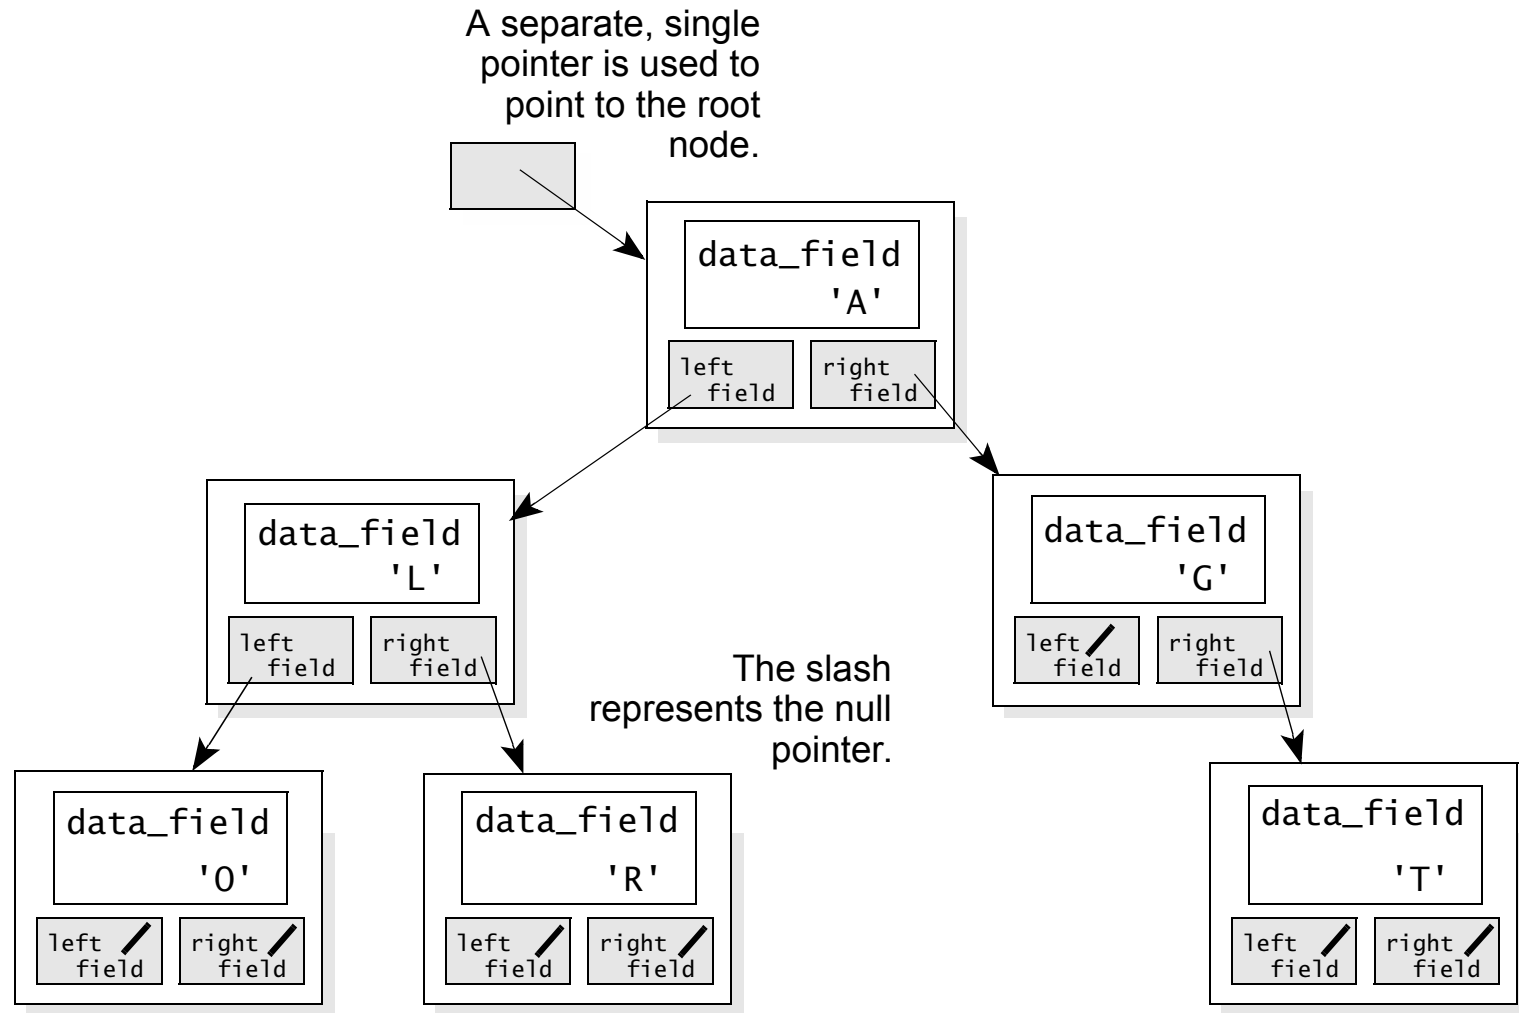 A separate, single
pointer is used to
point to the root
node.
data_field
'A'
left
field
right
field
data_field
'L'
left
field
right
field
data_field
'G'
left
field
right
field
The slash
represents the null
pointer.
data_field
'O'
left
field
right
field
data_field
'R'
left
field
right
field
data_field
'T'
left
field
right
field